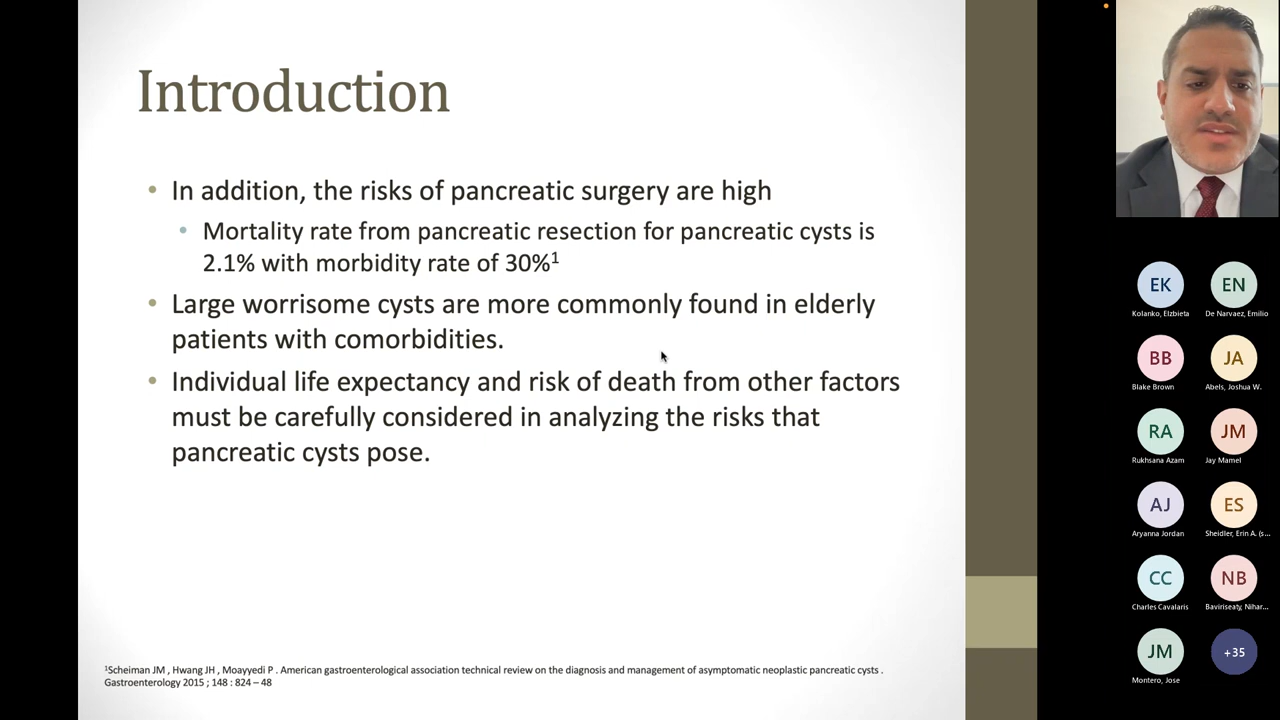 Introduction
In addition, the risks of pancreatic surgery are high
Mortality rate from pancreatic resection for pancreatic cysts is
2.1% with morbidity rate of 30%¹
Large worrisome cysts are more commonly found in elderly
patients with comorbidities.
Individual life expectancy and risk of death from other factors
must be carefully considered in analyzing the risks that
pancreatic cysts pose.
¹Scheiman JM , Hwang JH , Moayyedi P . American gastroenterological association technical review on the diagnosis and management of asymptomatic neoplastic pancreatic cysts .
Gastroenterology 2015 ; 148 : 824 – 48
EK EN
Kolanko, Elzbieta De Narvaez, Emilio
BB JA
Blake Brown Abels, Joshua W.
RA JM
Rukhsana Azam Jay Mamel
AJ ES
Aryanna Jordan Sheidler, Erin A. (s...
CC NB
Charles Cavalaris Baviriseaty, Nihar...
JM +35
Montero, Jose